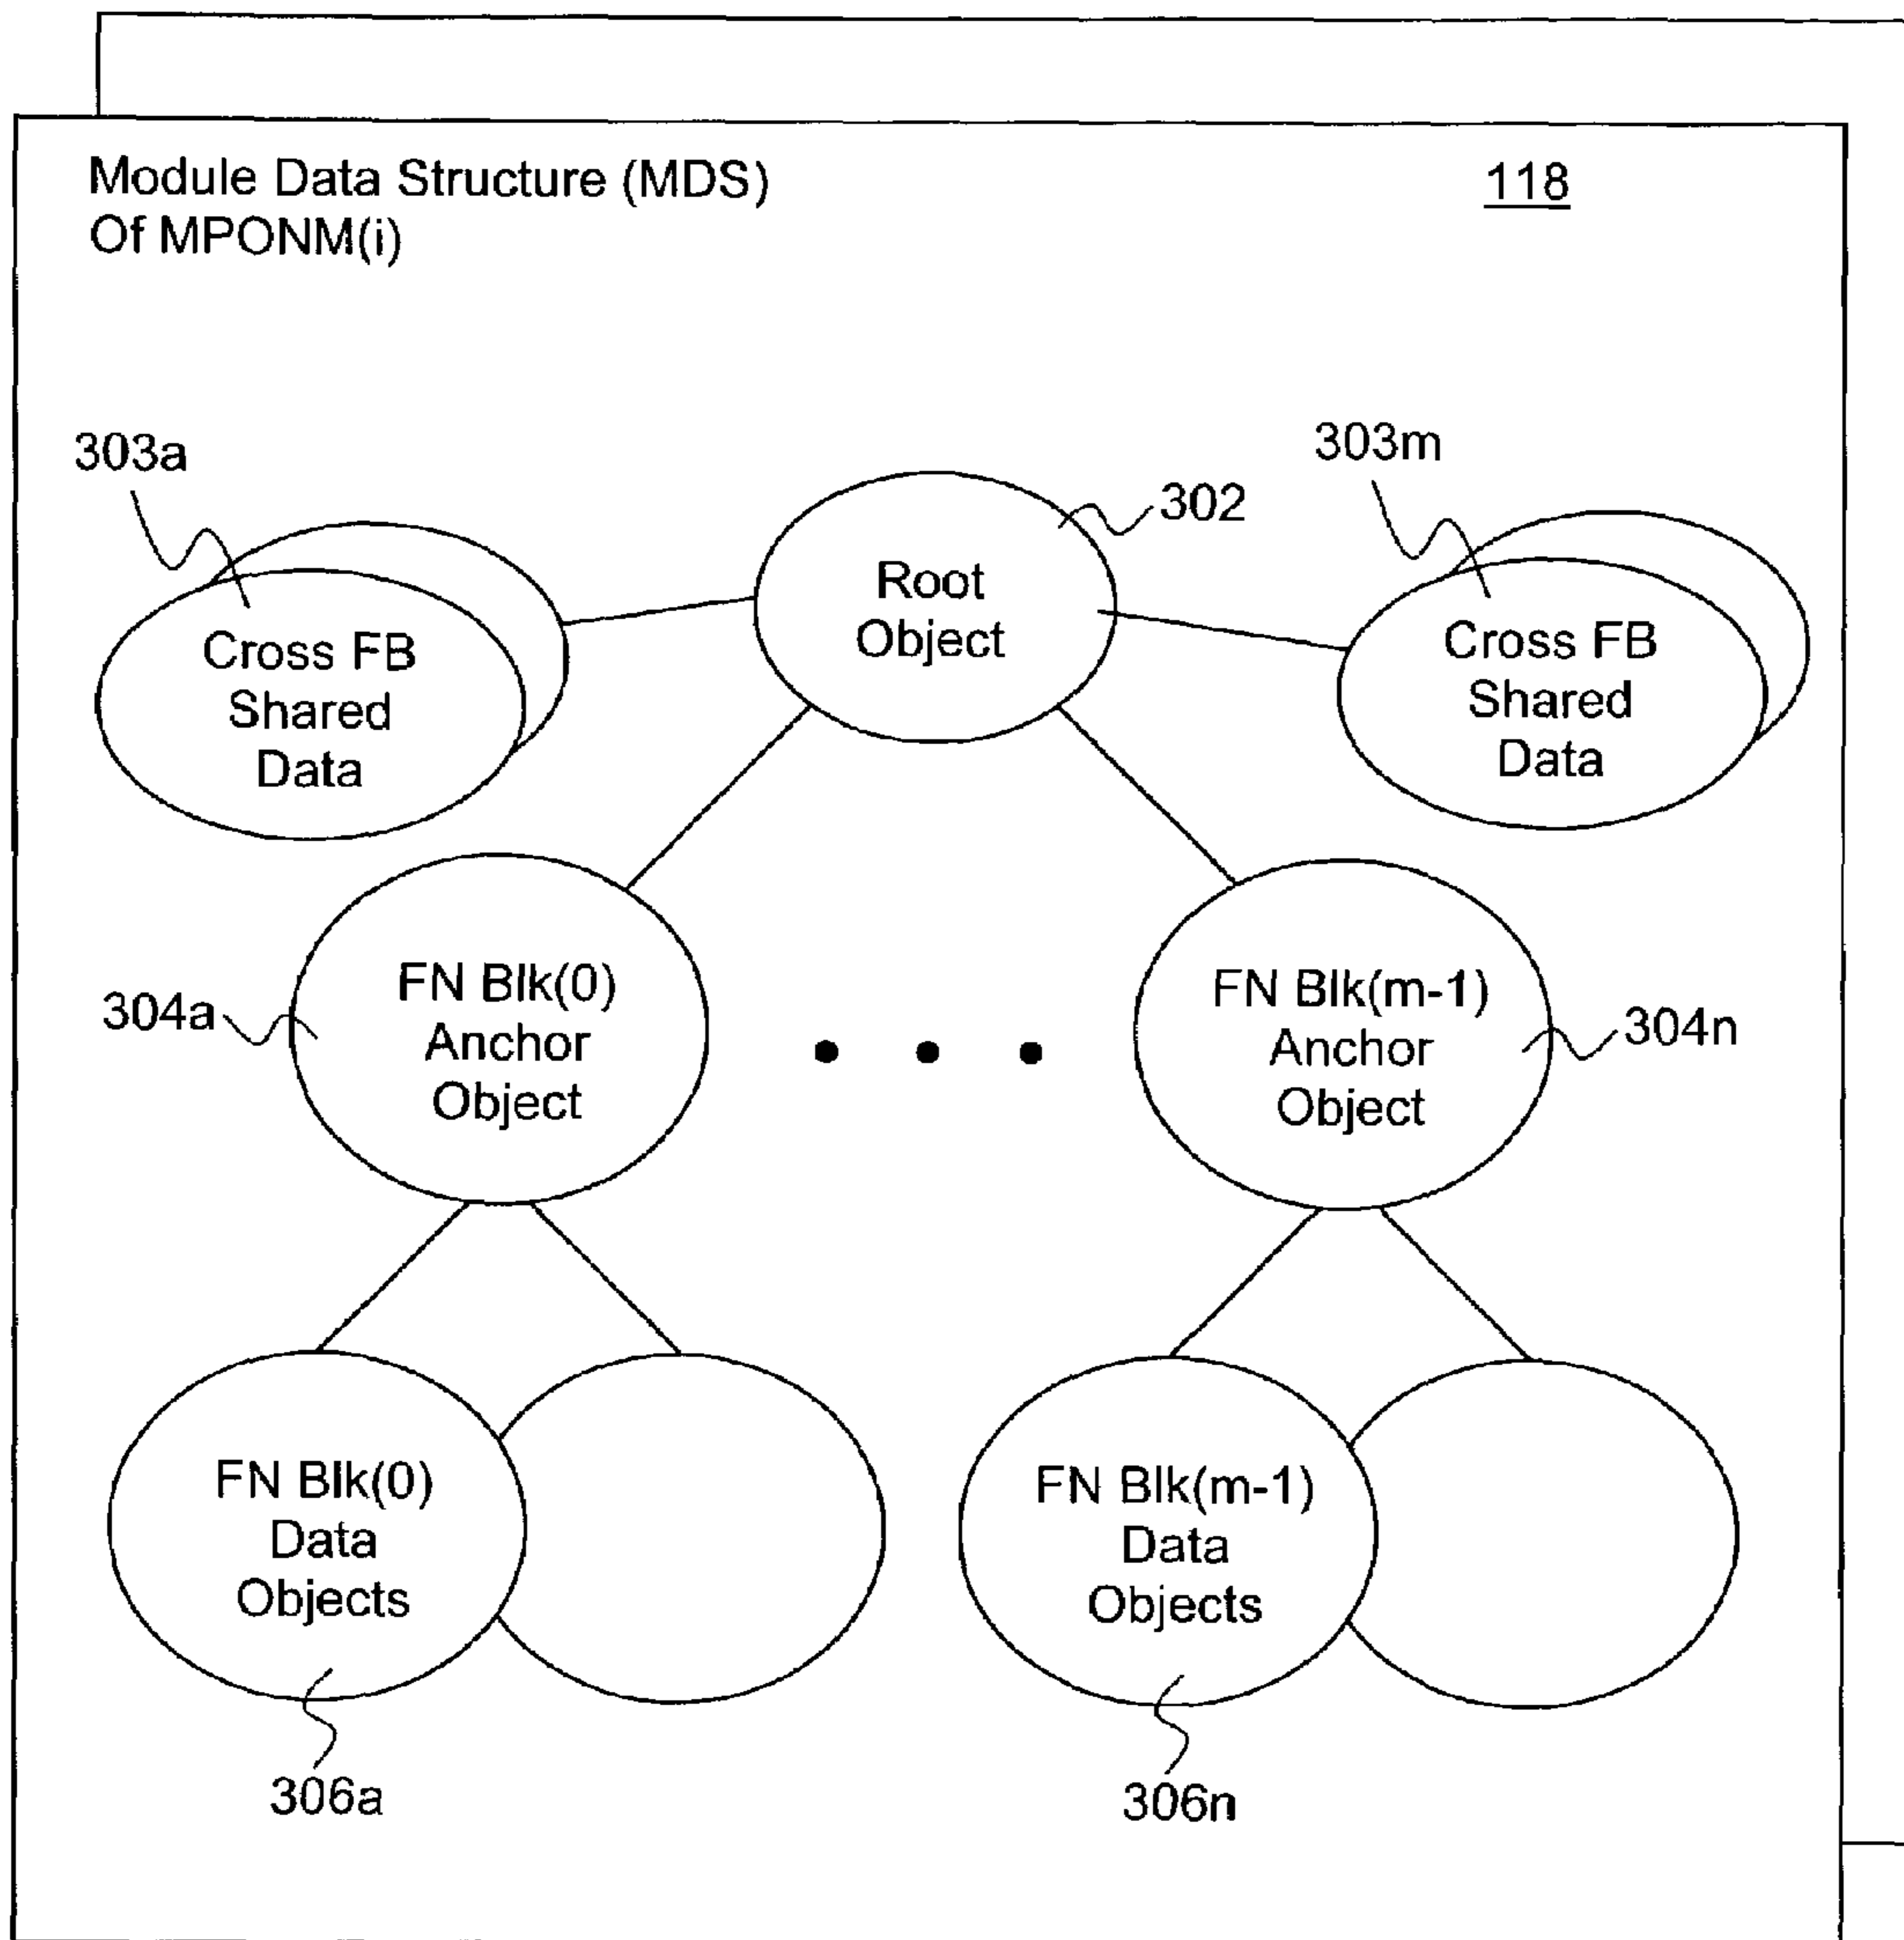 Module Data Structure (MDS)
Of MPONM(i)
118
303a
303m
302
Root
Object
Cross FB
Shared
Data
Cross FB
Shared
Data
304a
FN Blk(0)
Anchor
Object
FN Blk(m-1)
Anchor
Object
304n
FN Blk(0)
Data
Objects
FN Blk(m-1)
Data
Objects
306a
306n